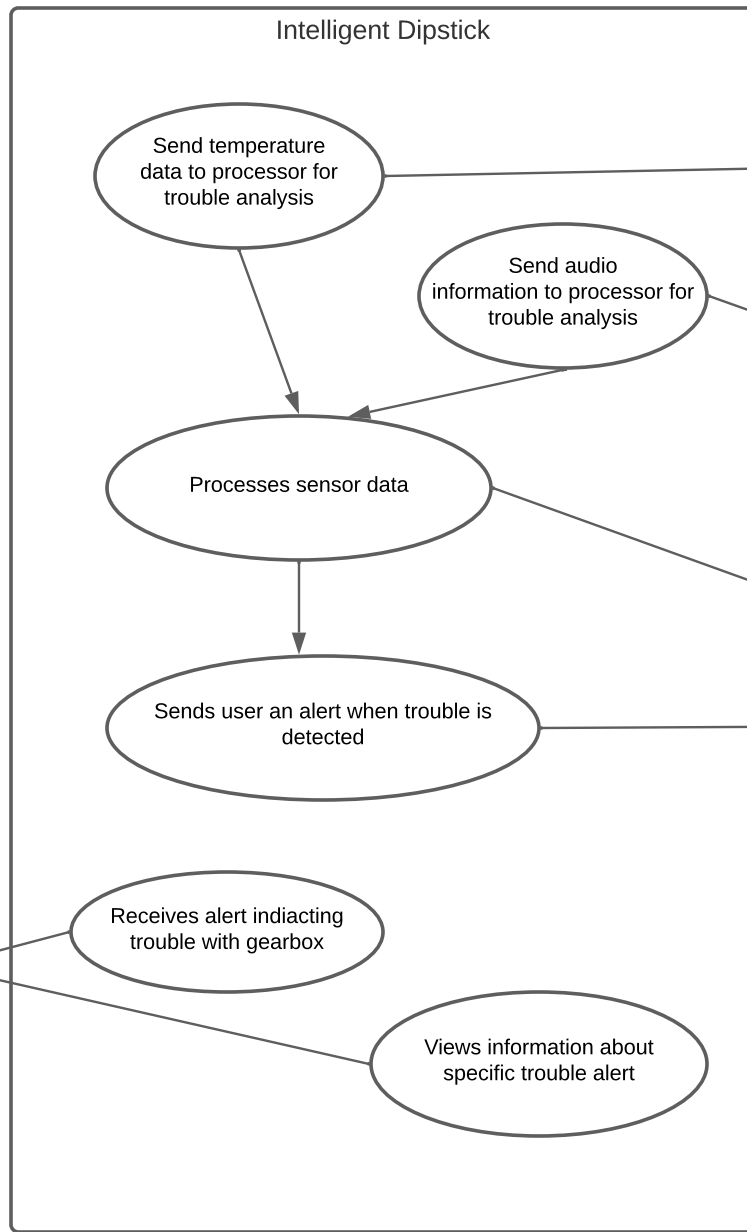 Intelligent Dipstick
Send temperature
data to processor for
trouble analysis
Send audio
information to processor for
trouble analysis
Processes sensor data
Sends user an alert when trouble is
detected
Receives alert indiacting
trouble with gearbox
Views information about
specific trouble alert